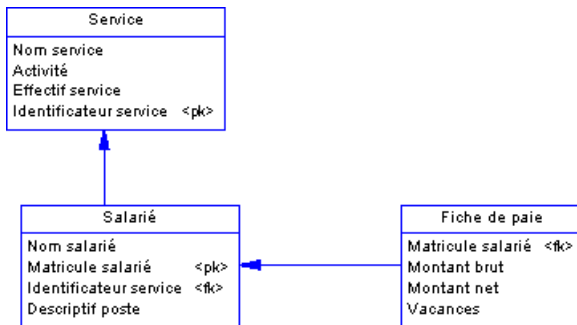 Service
Nom service
Activité
Effectif service
Identificateur service <pk>
Salarié
Nom salarié
Matricule salarié <pk>
Identificateur service <fk>
Descriptif poste
Fiche de paie
Matricule salarié <fk>
Montant brut
Montant net
Vacances